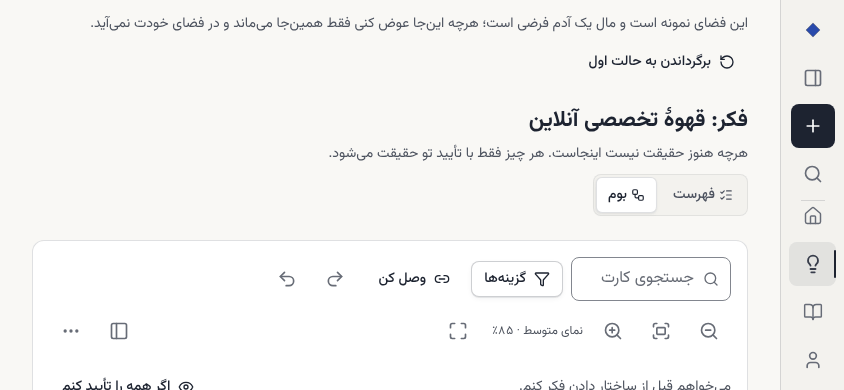 این فضای نمونه است و مال یک آدم فرضی است؛ هرچه این‌جا عوض کنی فقط همین‌جا می‌ماند و در فضای خودت نمی‌آید.
برگرداندن به حالت اول
فکر: قهوهٔ تخصصی آنلاین
هرچه هنوز حقیقت نیست اینجاست. هر چیز فقط با تأیید تو حقیقت می‌شود.
فهرست بوم
جستجوی کارت گزینه‌ها وصل کن
نمای متوسط · ۸۵٪
می‌خواهم قبل از ساختار دادن فکر کنم. اگر همه را تأیید کنم